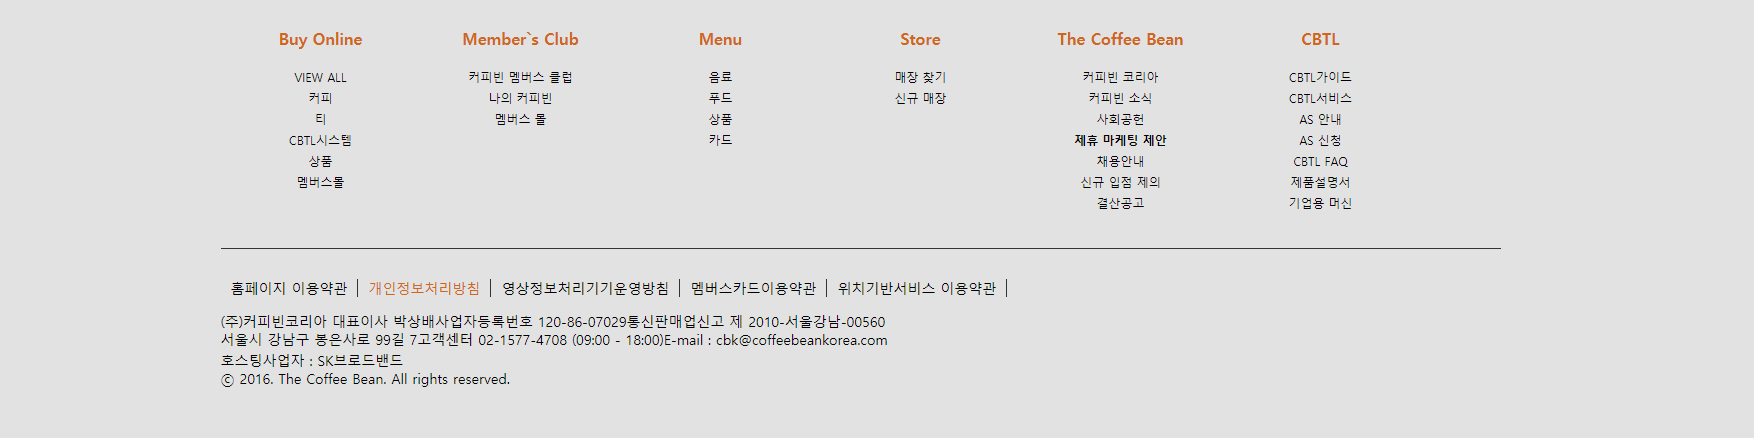 Buy Online
VIEW ALL
커피
티
CBTL시스템
상품
멤버스몰
Member`s Club
커피빈 멤버스 클럽
나의 커피빈
멤버스 몰
Menu
음료
푸드
상품
카드
Store
매장 찾기
신규 매장
The Coffee Bean
커피빈 코리아
커피빈 소식
사회공헌
제휴 마케팅 제안
채용안내
신규 입점 제의
결산공고
CBTL
CBTL가이드
CBTL서비스
AS 안내
AS 신청
CBTL FAQ
제품설명서
기업용 머신
홈페이지 이용약관 | 개인정보처리방침 | 영상정보처리기기운영방침 | 멤버스카드이용약관 | 위치기반서비스 이용약관 |
(주)커피빈코리아 대표이사 박상배사업자등록번호 120-86-07029통신판매업신고 제 2010-서울강남-00560
서울시 강남구 봉은사로 99길 7고객센터 02-1577-4708 (09:00 - 18:00)E-mail : cbk@coffeebeankorea.com
호스팅사업자 : SK브로드밴드
ⓒ 2016. The Coffee Bean. All rights reserved.